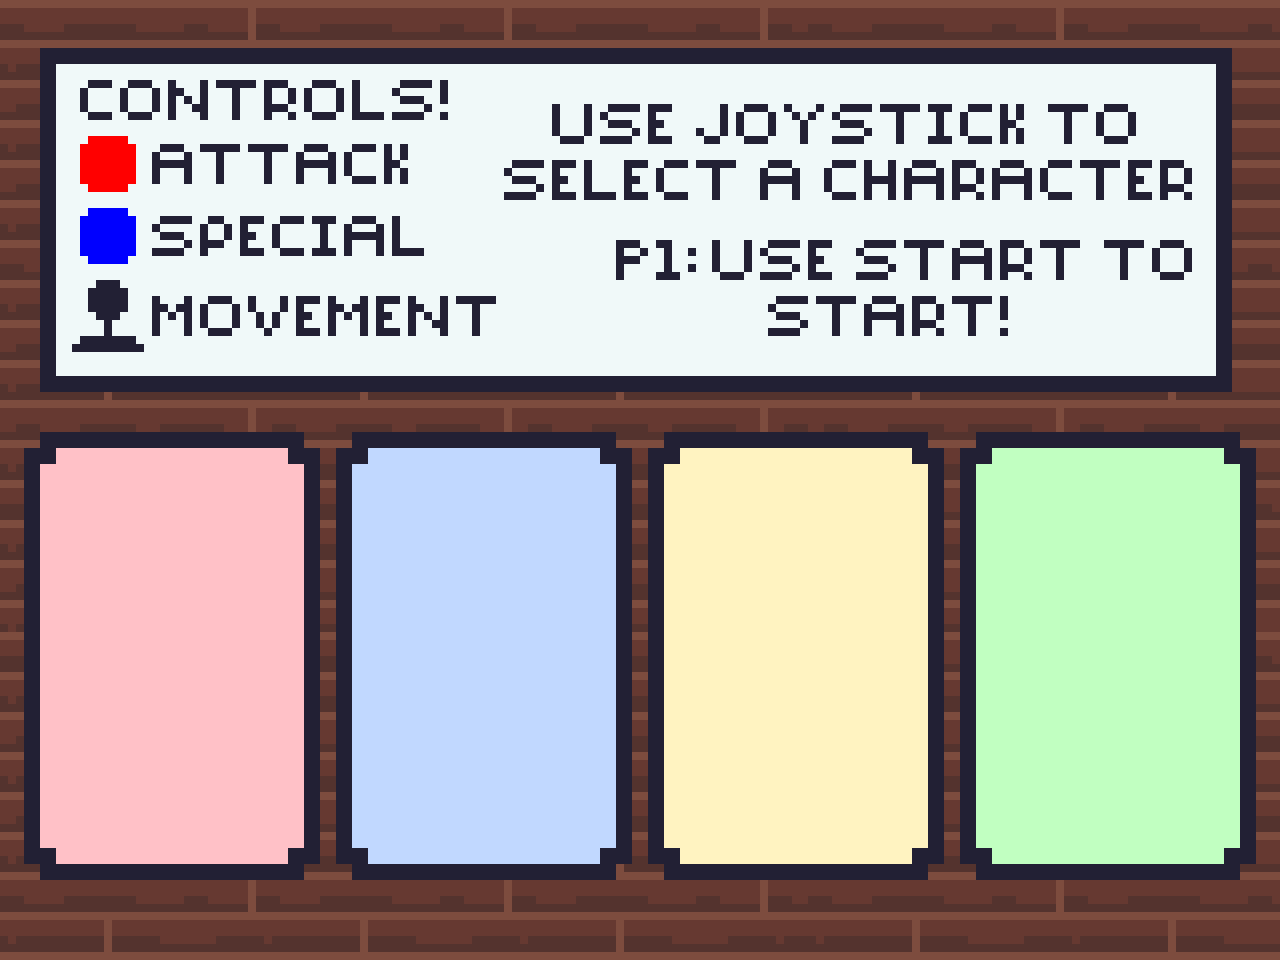 CONTROLS!
ATTACK
SPECIAL
MOVEMENT
USE JOYSTICK TO
SELECT A CHARACTER
P1:USE START TO
START!